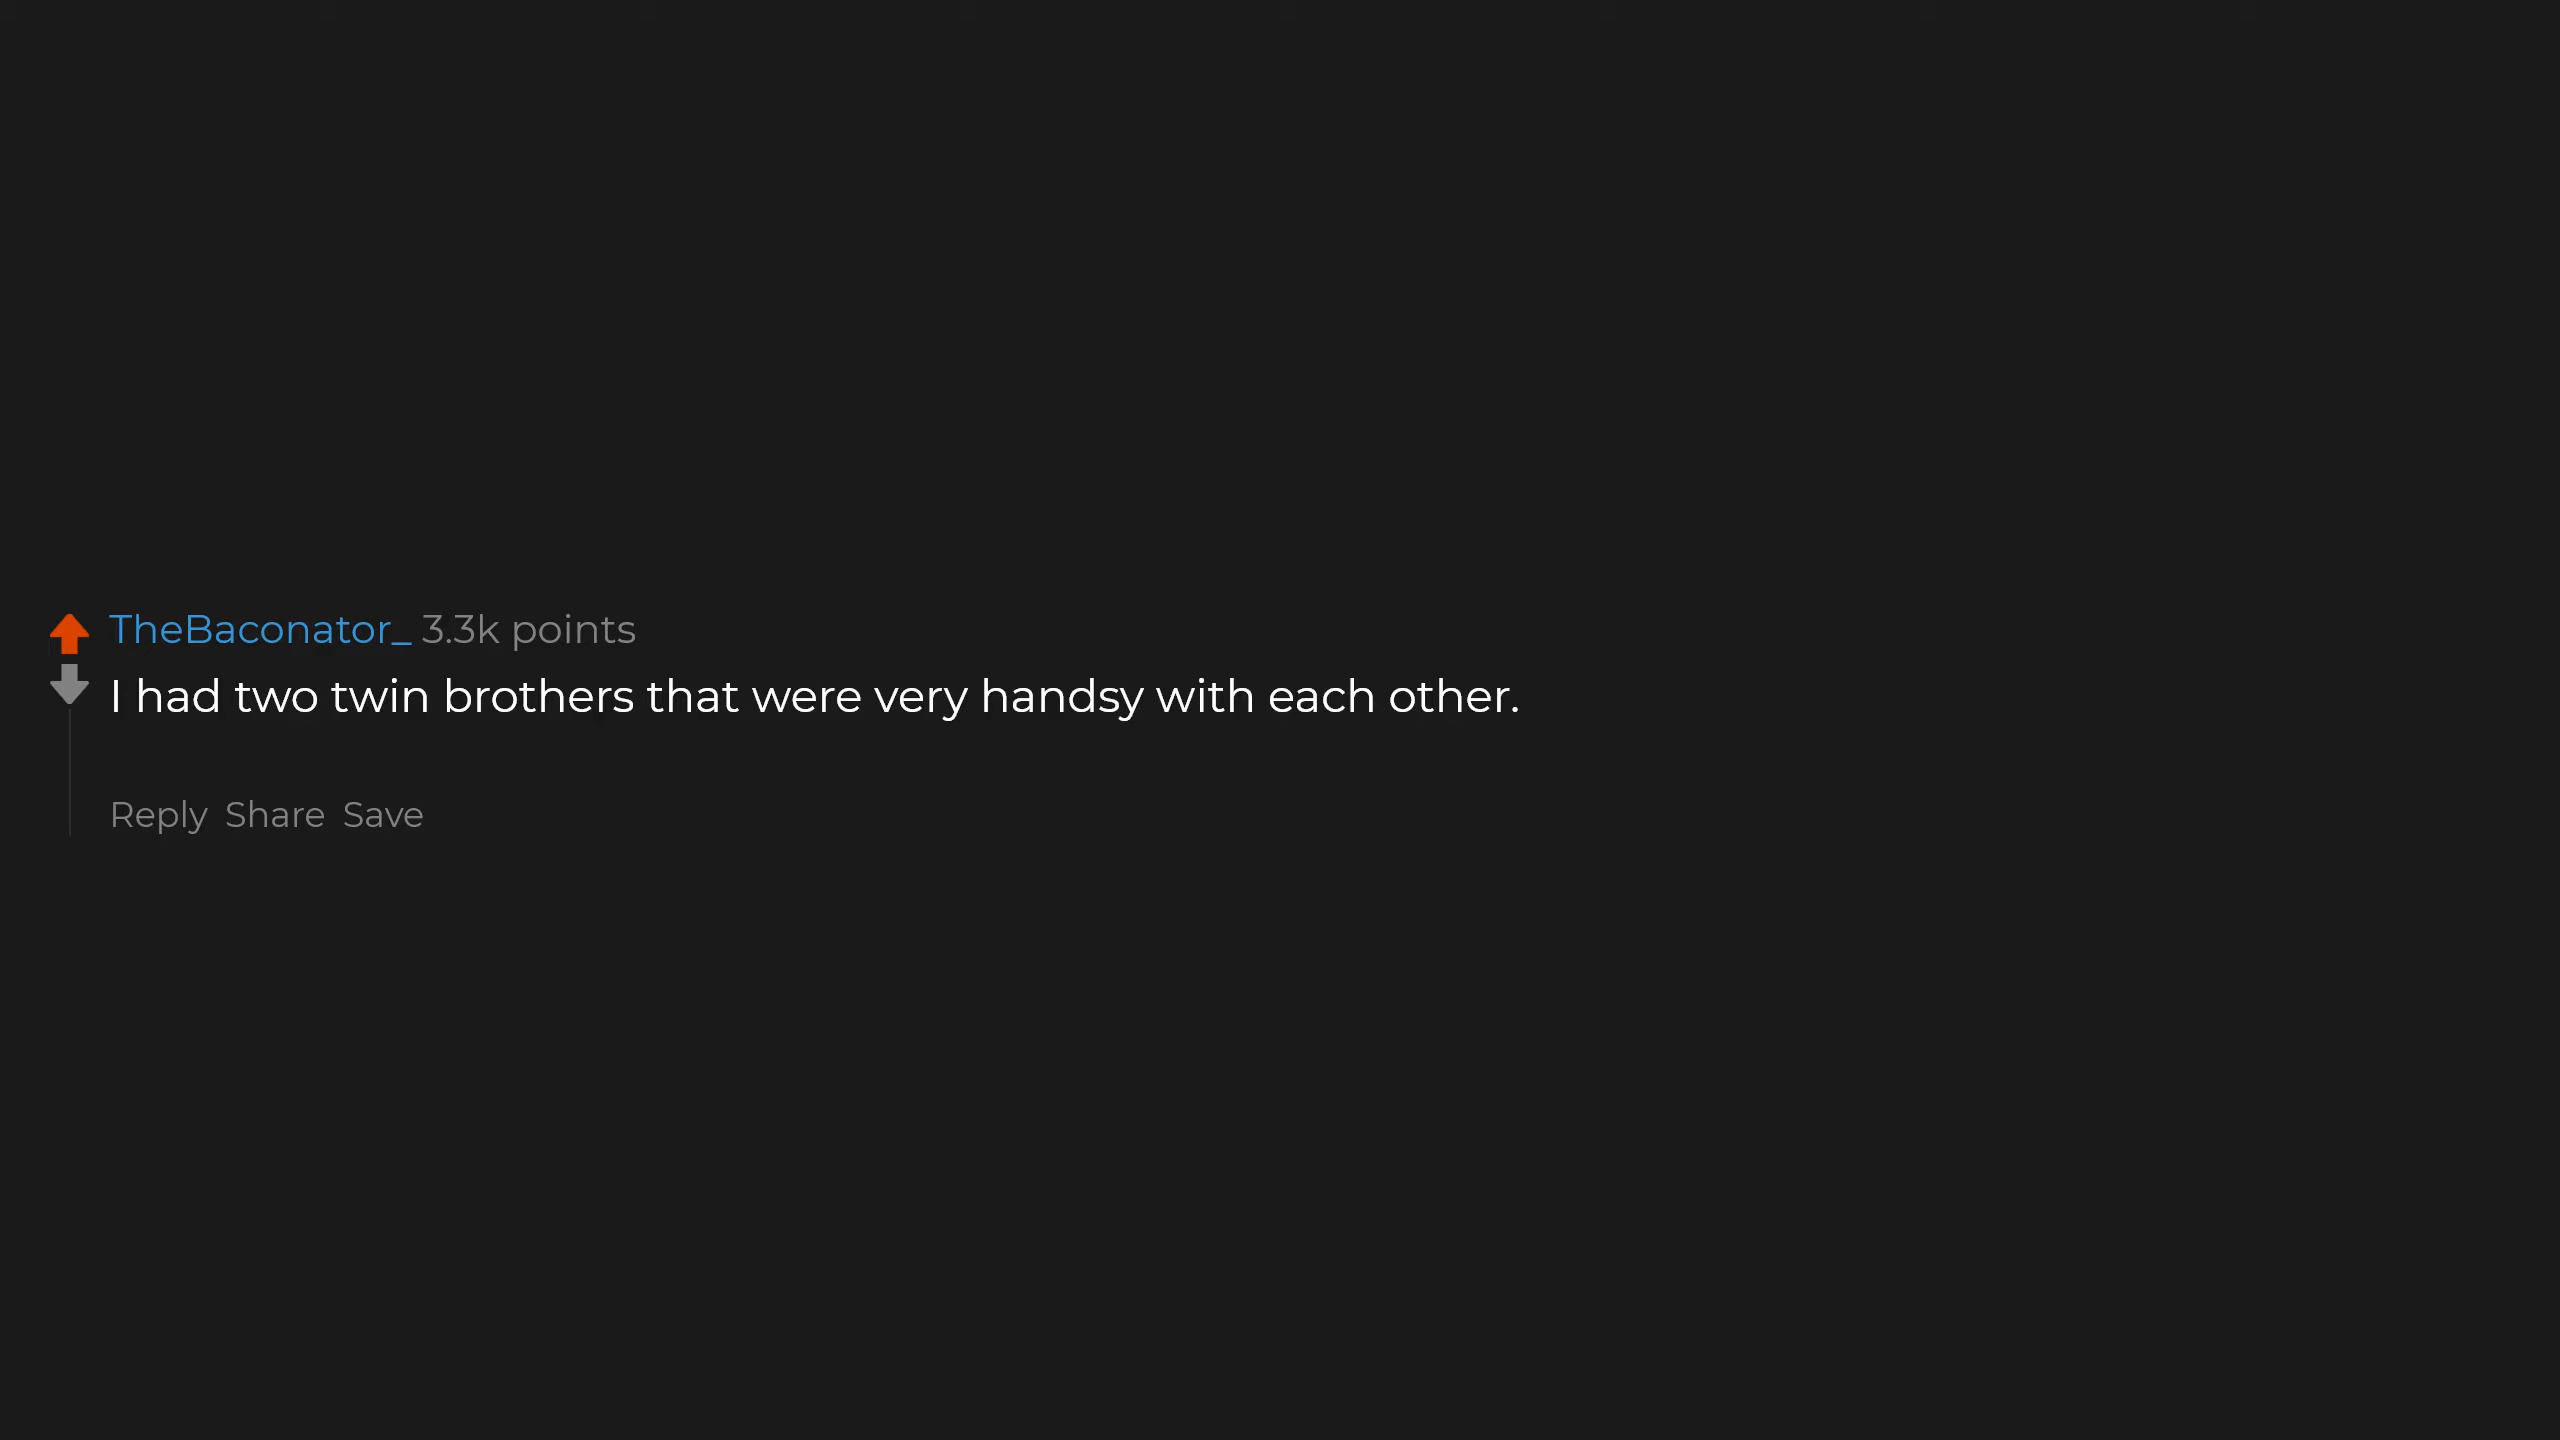 TheBaconator_ 3.3k points
I had two twin brothers that were very handsy with each other.
Reply Share Save